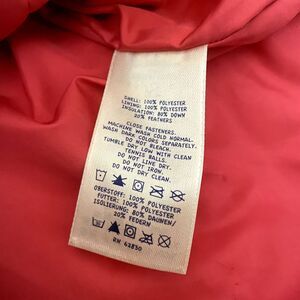 SHELL: 100% POLYESTER
LINING: 100% POLYESTER
INSULATION: 80% DOWN
20% FEATHERS
CLOSE FASTENERS.
MACHINE WASH COLD NORMAL.
WASH DARK COLORS SEPARATELY.
DO NOT BLEACH.
TUMBLE DRY LOW WITH CLEAN
TENNIS BALLS.
DO NOT IRON.
DO NOT LINE DRY.
DO NOT DRY CLEAN.
OBERSTOFF: 100% POLYESTER
FUTTER: 100% POLYESTER
ISOLIERUNG: 80% DAUNEN/
20% FEDERN
RN 62830